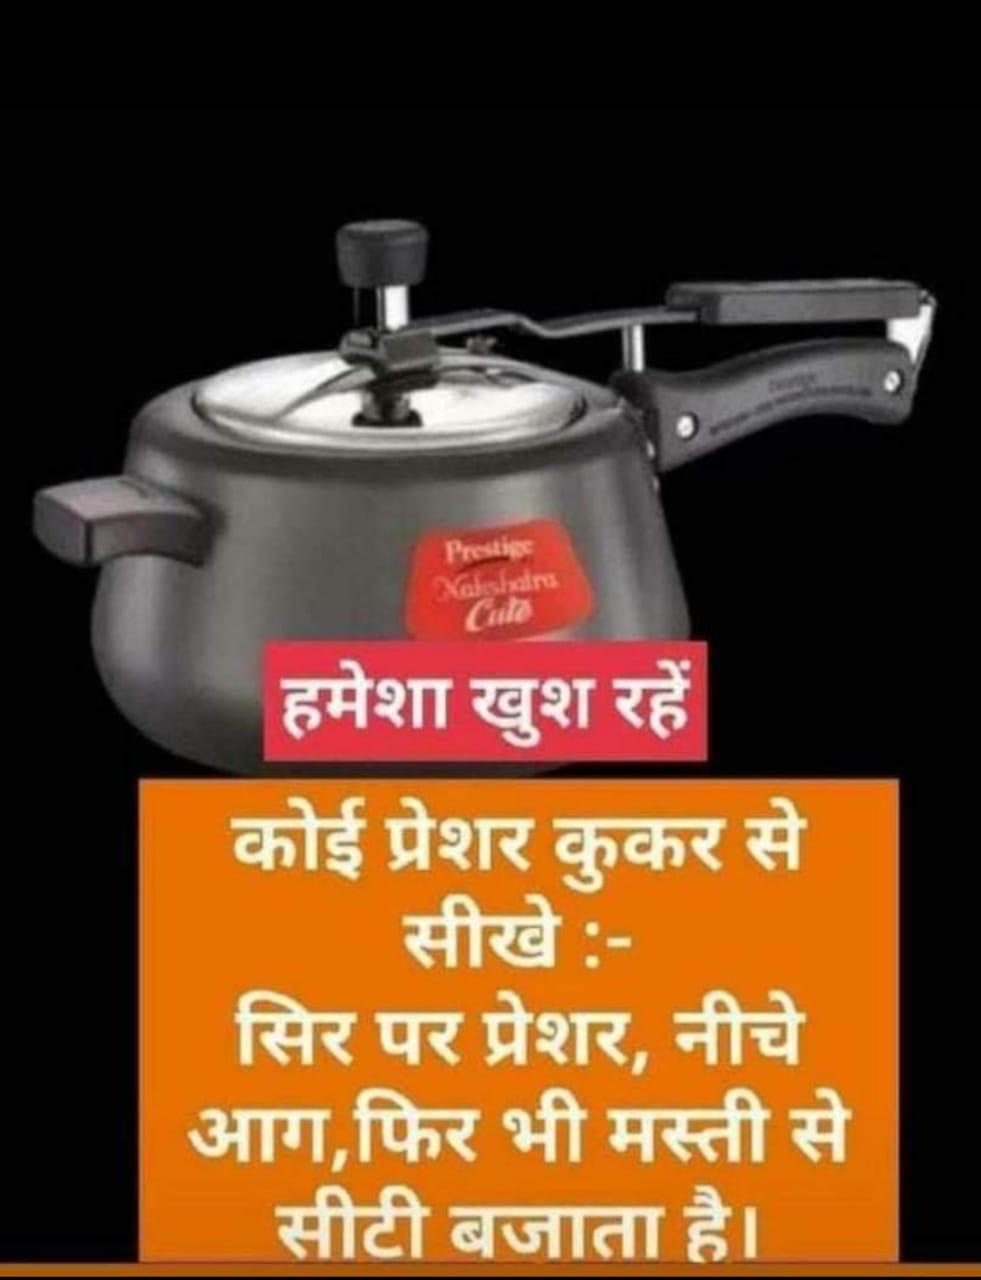 Prestige
Nakshatra
Cute
हमेशा खुश रहें
कोई प्रेशर कुकर से
सीखे :-
सिर पर प्रेशर, नीचे
आग,फिर भी मस्ती से
सीटी बजाता है।